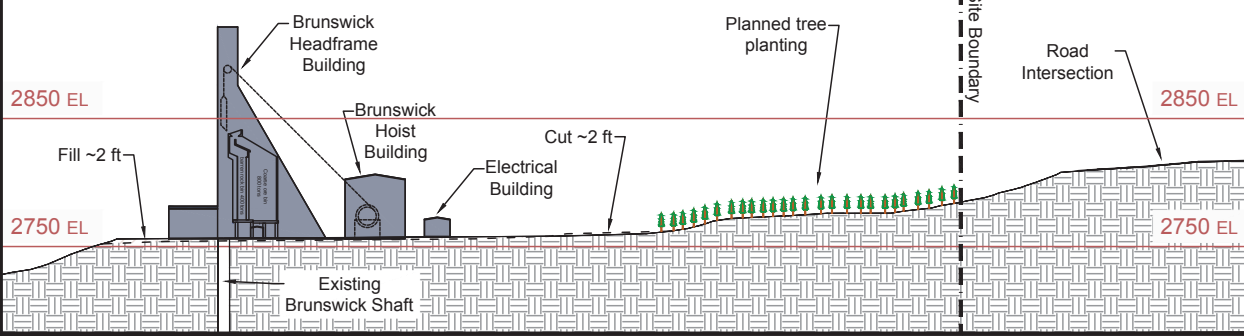 Brunswick
Headframe
Building
Planned tree
planting
Site Boundary
Road
Intersection
2850 EL
2850 EL
Brunswick
Hoist
Building
Fill ~2 ft
Cut ~2 ft
Electrical
Building
2750 EL
2750 EL
Existing
Brunswick Shaft